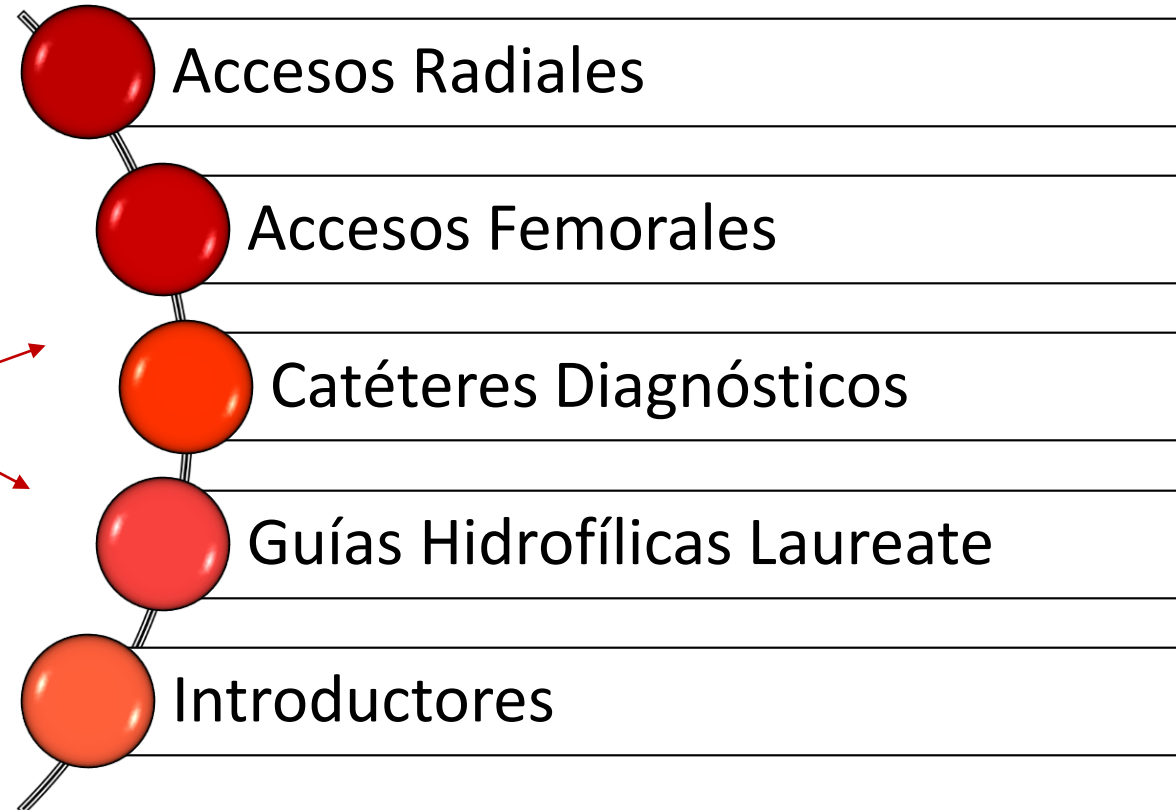 Accesos Radiales
Accesos Femorales
Catéteres Diagnósticos
Guías Hidrofílicas Laureate
Introductores